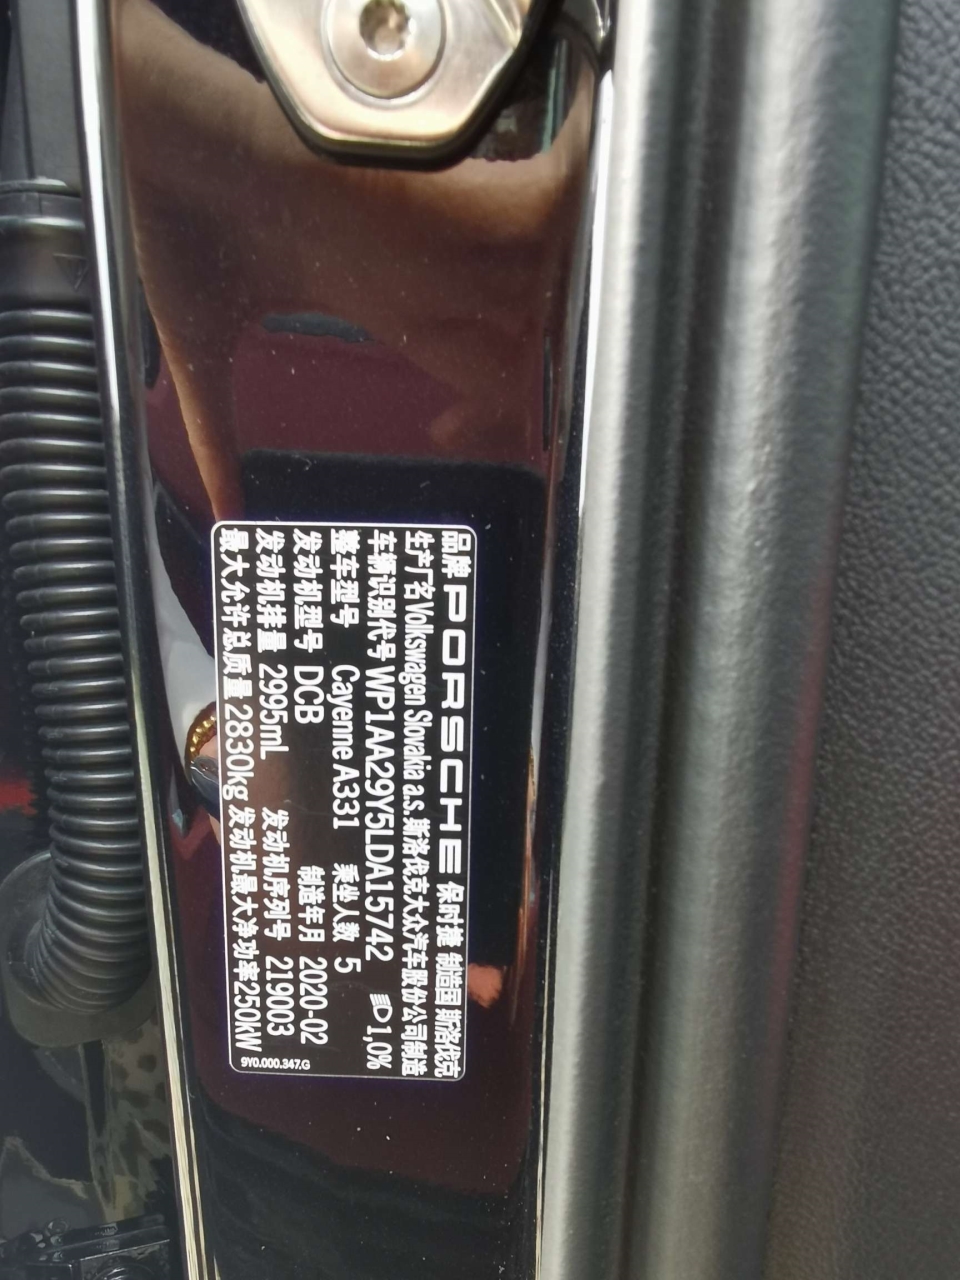 品牌 PORSCHE 保时捷 制造国 斯洛伐克
生产厂名 Volkswagen Slovakia a.s. 斯洛伐克大众汽车股份公司制造
车辆识别代号 WP1AA29Y5LDA15742 1,0%
整车型号 Cayenne A331 乘坐人数 5
发动机型号 DCB 制造年月 2020-02
发动机排量 2995mL 发动机序列号 219003
最大允许总质量 2830kg 发动机最大净功率 250kW
9Y0.000.347.G